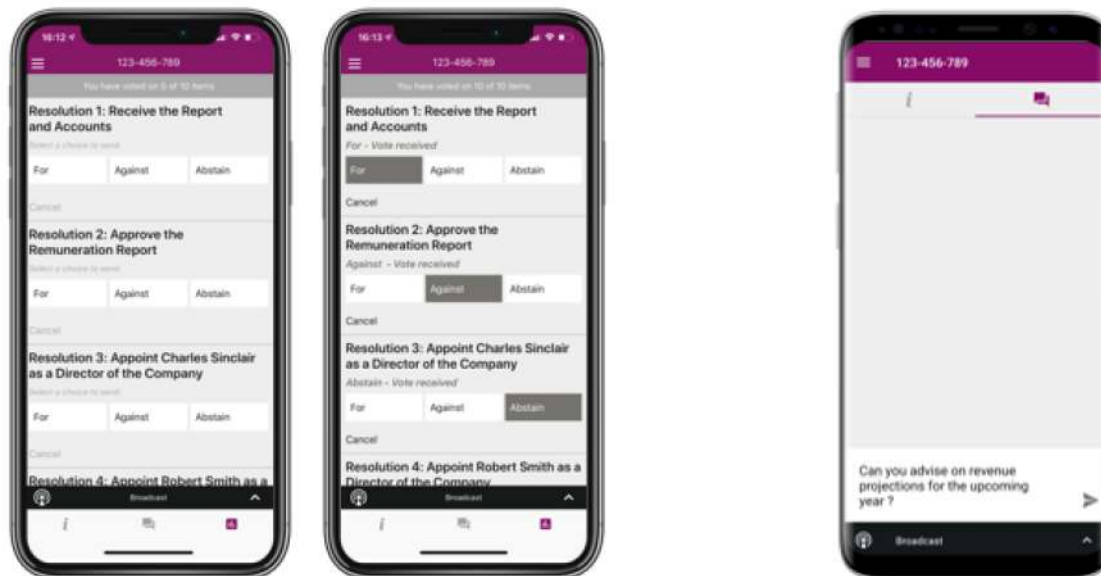 16:12
123-456-789
You have voted on 0 of 10 items
Resolution 1: Receive the Report
and Accounts
Select a choice to send
For Against Abstain
Cancel
Resolution 2: Approve the
Remuneration Report
Select a choice to send
For Against Abstain
Cancel
Resolution 3: Appoint Charles Sinclair
as a Director of the Company
Select a choice to send
For Against Abstain
Cancel
Resolution 4: Appoint Robert Smith as a
Broadcast
16:13
123-456-789
You have voted on 10 of 10 items
Resolution 1: Receive the Report
and Accounts
For - Vote received
For Against Abstain
Cancel
Resolution 2: Approve the
Remuneration Report
Against - Vote received
For Against Abstain
Cancel
Resolution 3: Appoint Charles Sinclair
as a Director of the Company
Abstain - Vote received
For Against Abstain
Cancel
Resolution 4: Appoint Robert Smith as a
Director of the Company
Broadcast
123-456-789
Can you advise on revenue
projections for the upcoming
year ?
Broadcast